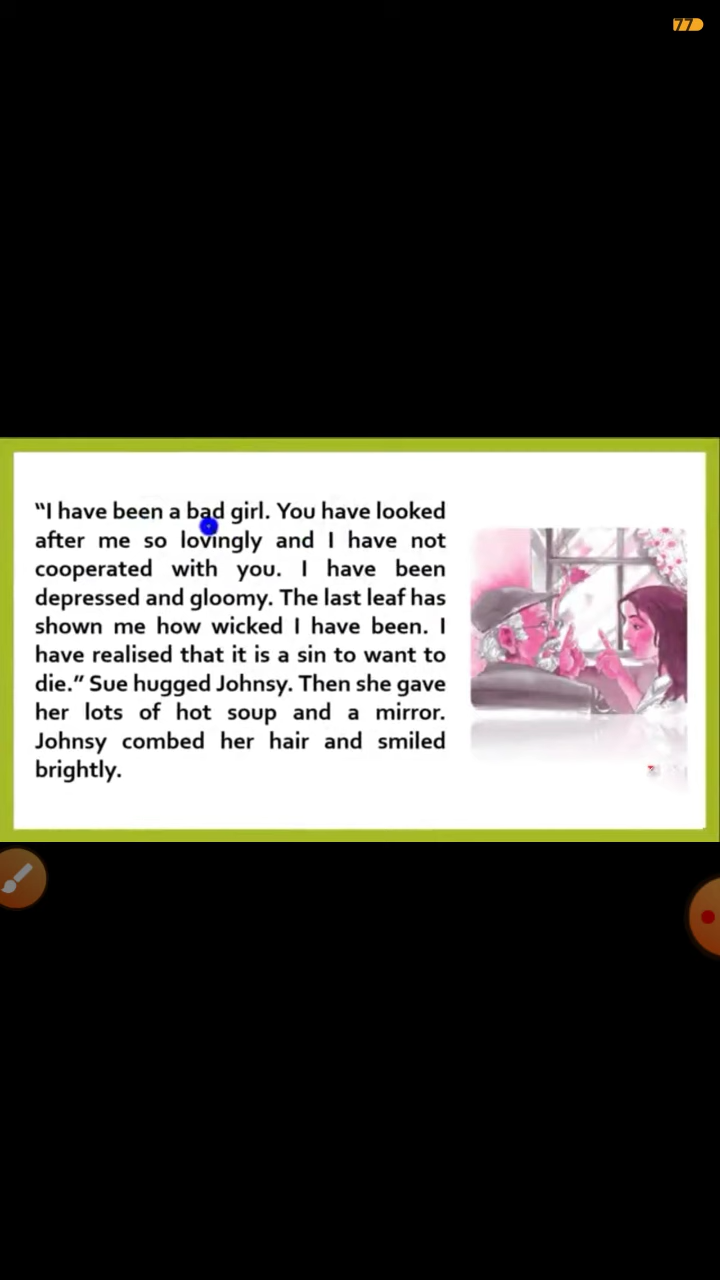 77
“I have been a bad girl. You have looked
after me so lovingly and I have not
cooperated with you. I have been
depressed and gloomy. The last leaf has
shown me how wicked I have been. I
have realised that it is a sin to want to
die.” Sue hugged Johnsy. Then she gave
her lots of hot soup and a mirror.
Johnsy combed her hair and smiled
brightly.